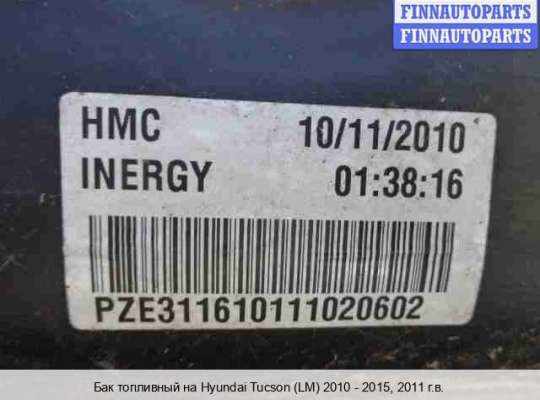 FINNAUTOPARTS
FINNAUTOPARTS
HMC 10/11/2010
INERGY 01:38:16
PZE311610111020602
Бак топливный на Hyundai Tucson (LM) 2010 - 2015, 2011 г.в.